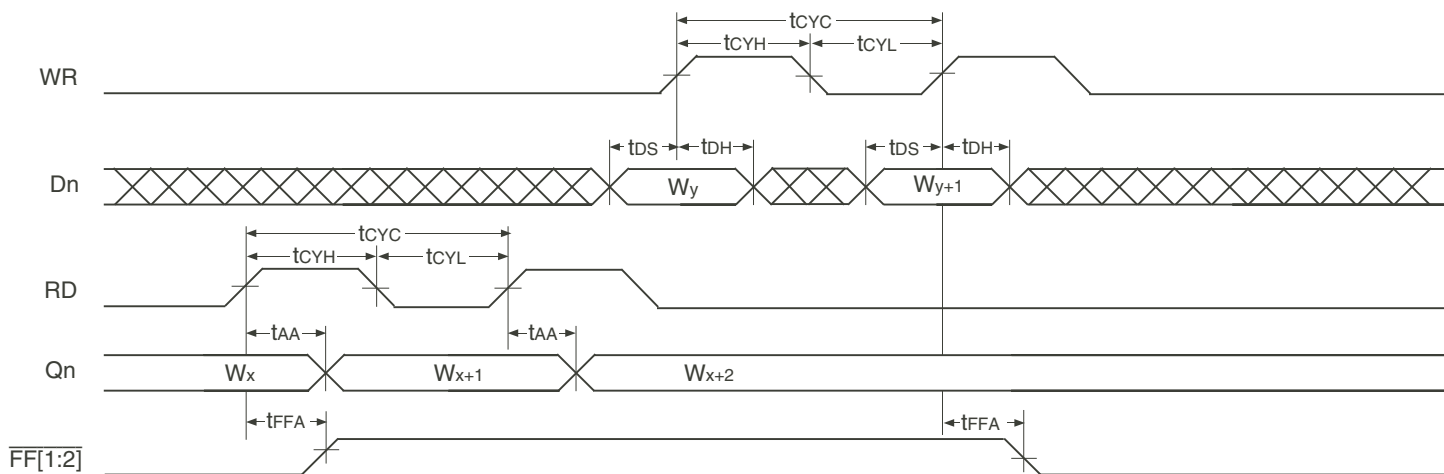 tCYC
tCYH tCYL
WR
tDS tDH tDS tDH
Dn Wy Wy+1
tCYC
tCYH tCYL
RD
tAA tAA
Qn Wx Wx+1 Wx+2
tFFA tFFA
FF[1:2]